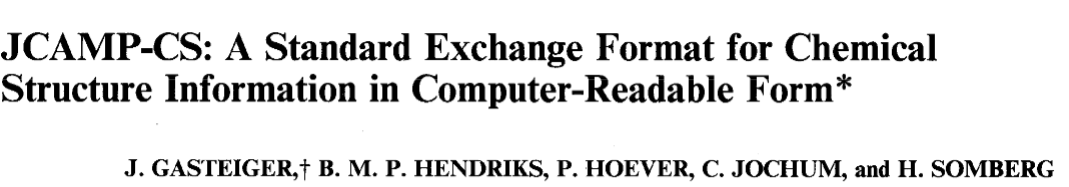 JCAMP-CS: A Standard Exchange Format for Chemical
Structure Information in Computer-Readable Form*
J. GASTEIGER,† B. M. P. HENDRIKS, P. HOEVER, C. JOCHUM, and H. SOMBERG